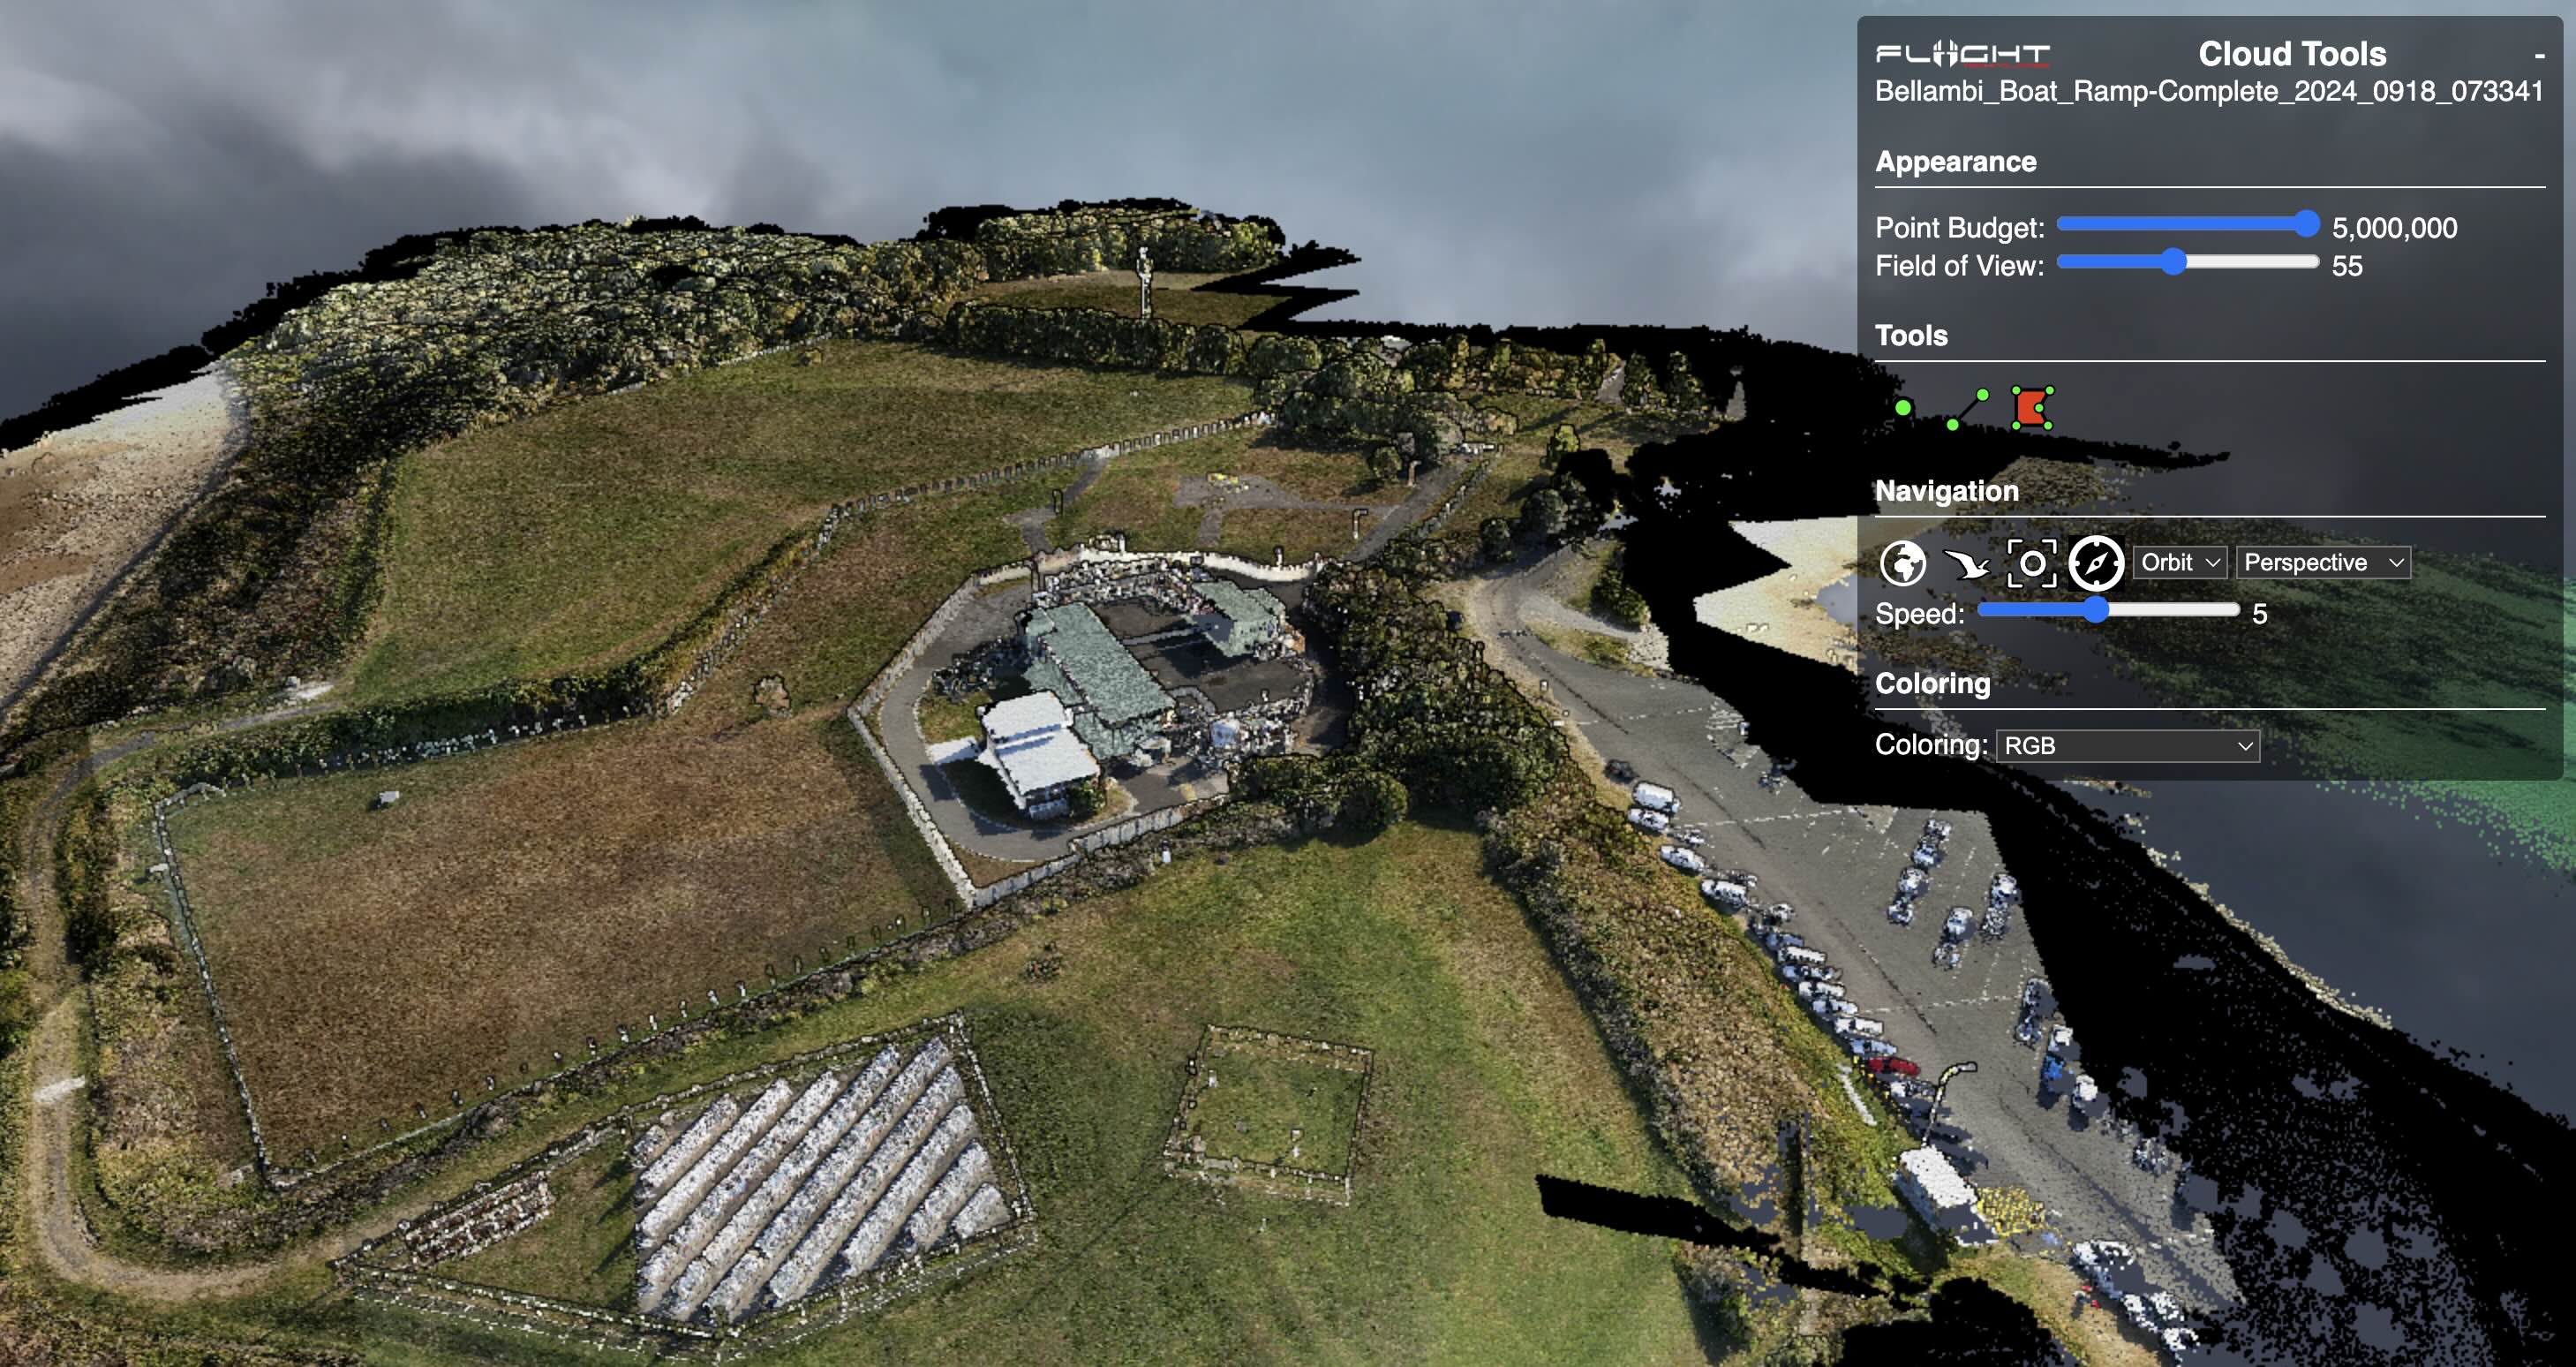 FLIGHT Cloud Tools -
Bellambi_Boat_Ramp-Complete_2024_0918_073341
Appearance
Point Budget: 5,000,000
Field of View: 55
Tools
Navigation
Orbit Perspective
Speed: 5
Coloring
Coloring: RGB